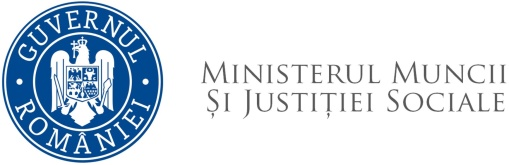 GUVERNUL
ROMÂNIEI
MINISTERUL MUNCII
ȘI JUSTIȚIEI SOCIALE